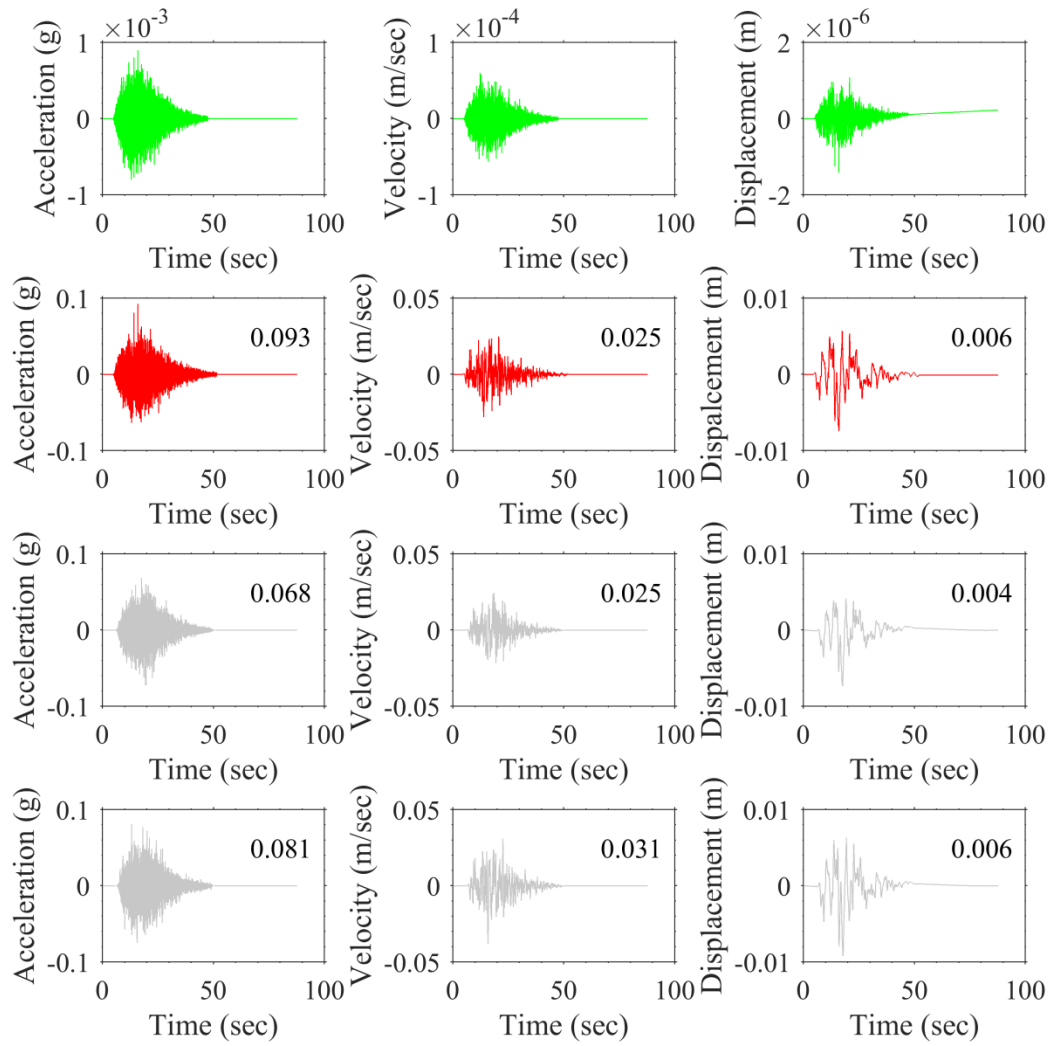 ×10^-3 ×10^-4 ×10^-6
Acceleration (g) Velocity (m/sec) Displacement (m)
1 1 2
0 0 0
-1 -1 -2
0 50 100 0 50 100 0 50 100
Time (sec) Time (sec) Time (sec)
Acceleration (g) Velocity (m/sec) Dispalcement (m)
0.1 0.05 0.01
0.093 0.025 0.006
0 0 0
-0.1 -0.05 -0.01
0 50 100 0 50 100 0 50 100
Time (sec) Time (sec) Time (sec)
Acceleration (g) Velocity (m/sec) Displacement (m)
0.1 0.05 0.01
0.068 0.025 0.004
0 0 0
-0.1 -0.05 -0.01
0 50 100 0 50 100 0 50 100
Time (sec) Time (sec) Time (sec)
Acceleration (g) Velocity (m/sec) Displacement (m)
0.1 0.05 0.01
0.081 0.031 0.006
0 0 0
-0.1 -0.05 -0.01
0 50 100 0 50 100 0 50 100
Time (sec) Time (sec) Time (sec)